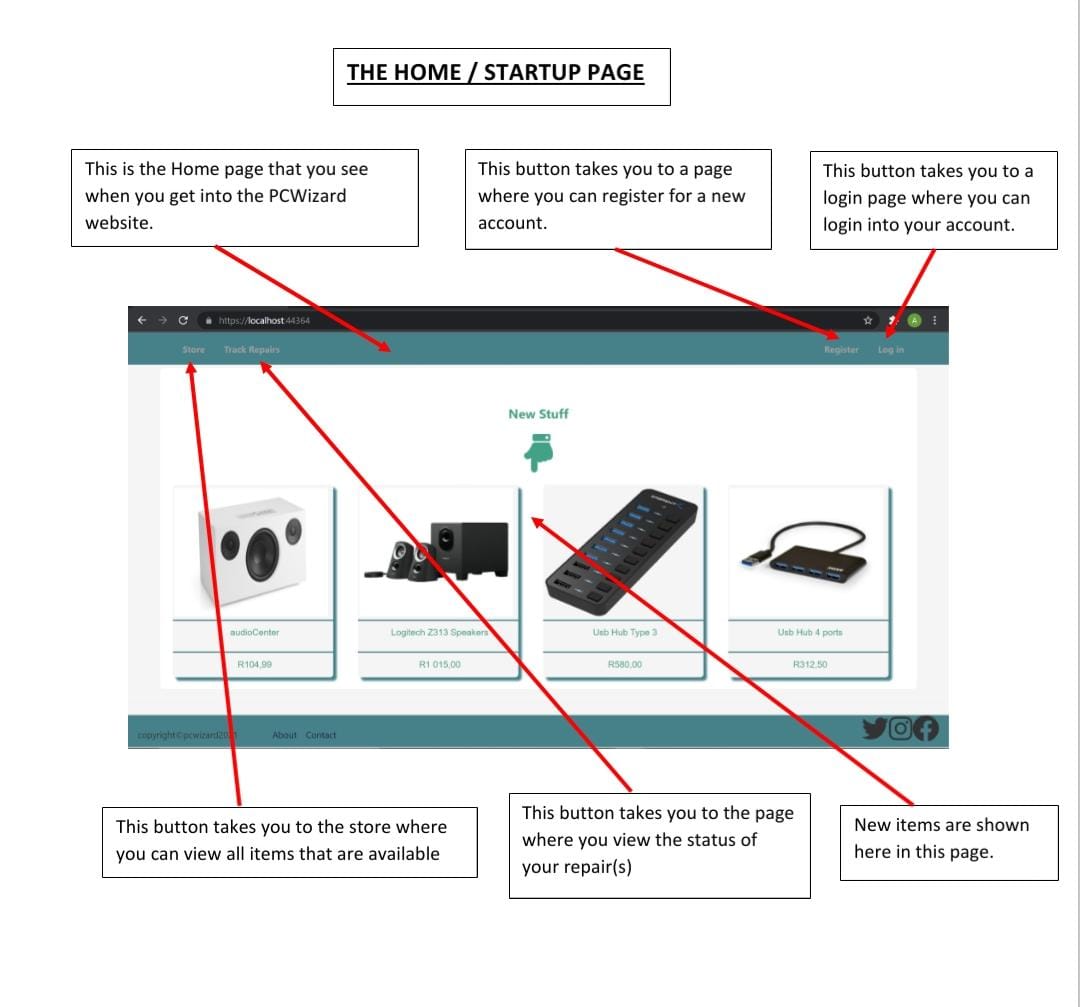 THE HOME / STARTUP PAGE
This is the Home page that you see
when you get into the PCWizard
website.
This button takes you to a page
where you can register for a new
account.
This button takes you to a
login page where you can
login into your account.
https://localhost:44364
A
Store
Track Repairs
Register
Log in
New Stuff
audioCenter
Logitech Z313 Speakers
Usb Hub Type 3
Usb Hub 4 ports
R104,99
R1 015,00
R580,00
R312,50
About
Contact
This button takes you to the store where
you can view all items that are available
This button takes you to the page
where you view the status of
your repair(s)
New items are shown
here in this page.